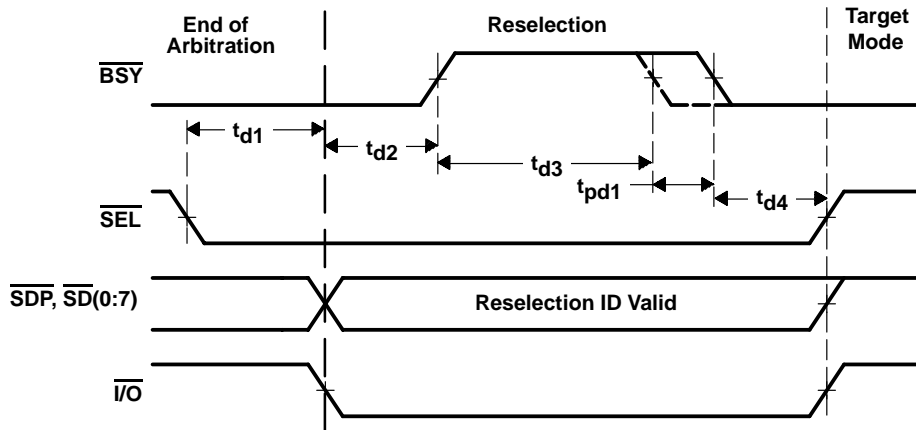 End of
Arbitration
Reselection
Target
Mode
BSY
td1
td2
td3
tpd1
td4
SEL
SDP, SD(0:7)
Reselection ID Valid
I/O